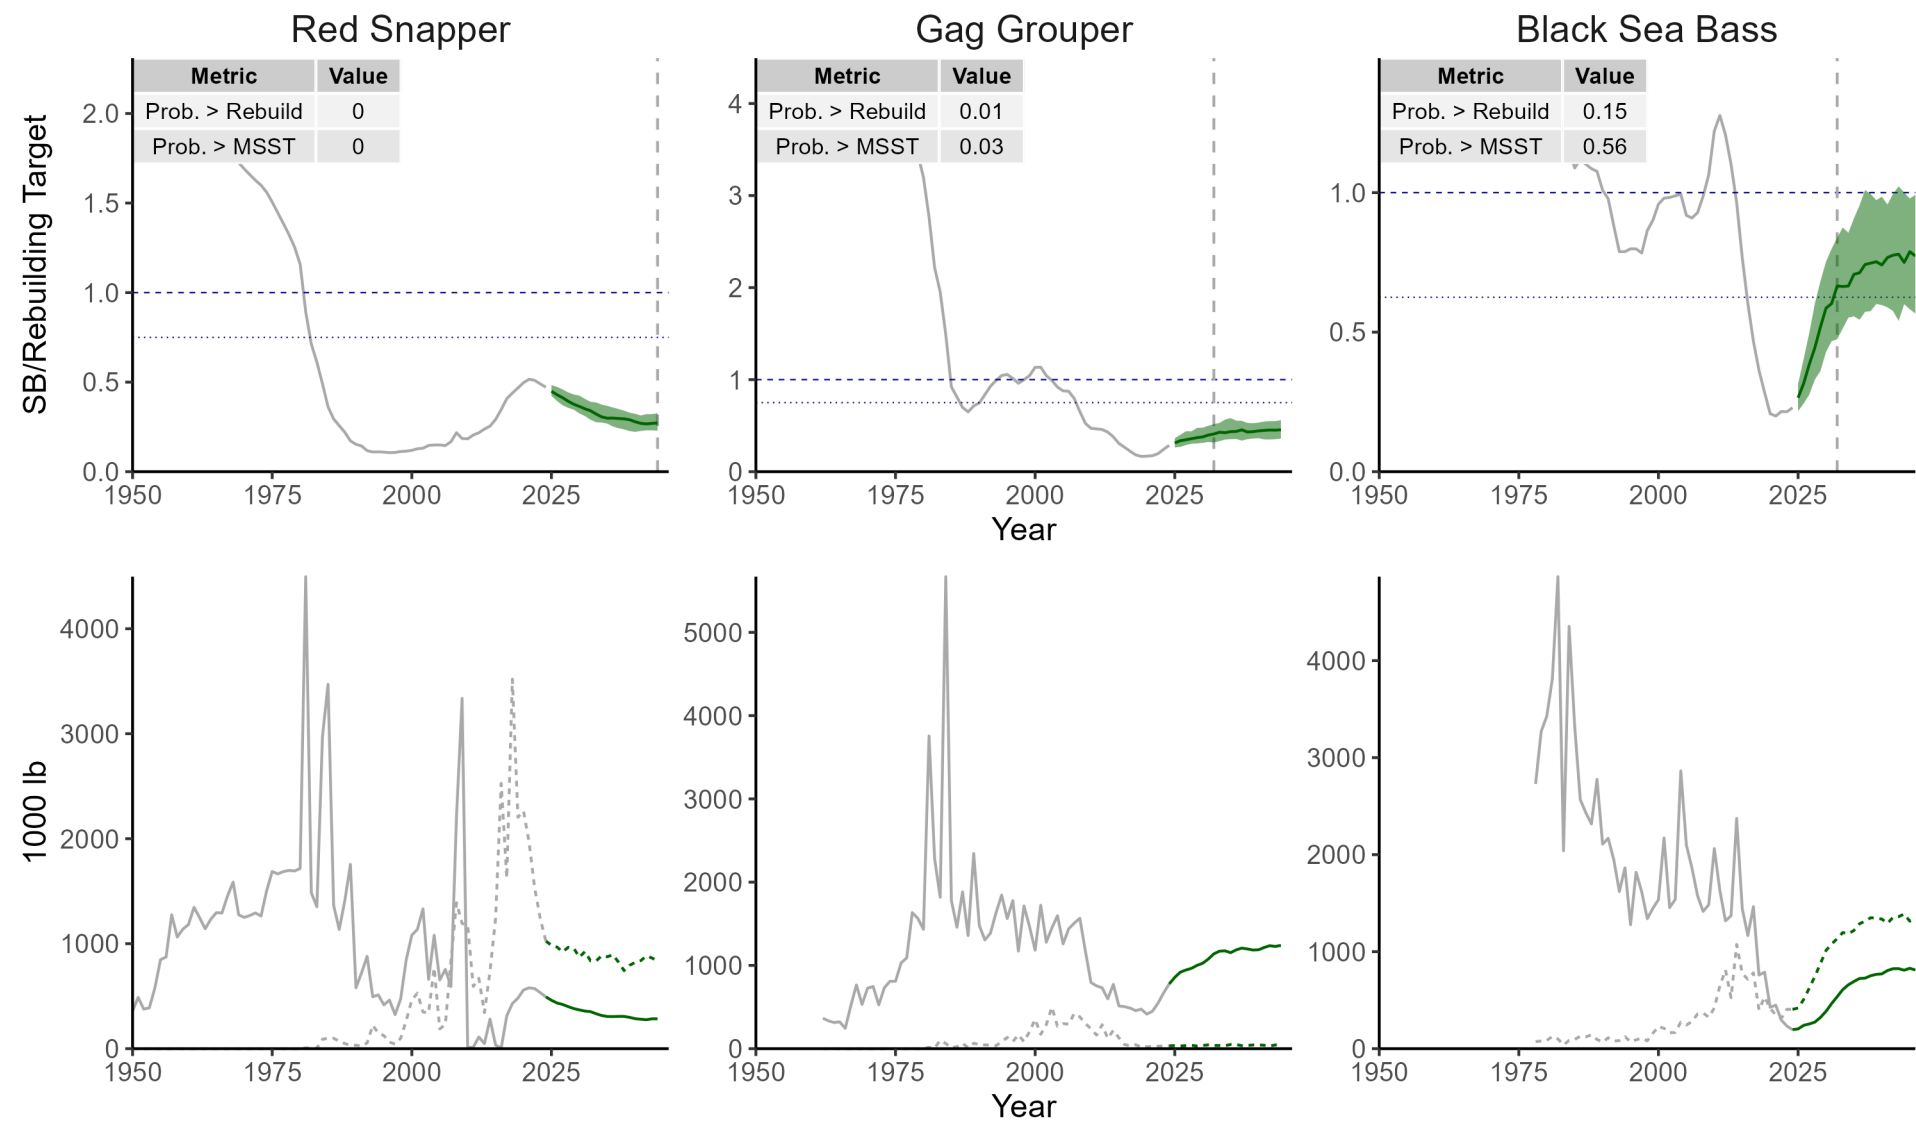 Red Snapper
Gag Grouper
Black Sea Bass
SB/Rebuilding Target
2.0
1.5
1.0
0.5
0.0
Metric Value
Prob. > Rebuild 0
Prob. > MSST 0
1950 1975 2000 2025
4
3
2
1
0
Metric Value
Prob. > Rebuild 0.01
Prob. > MSST 0.03
1950 1975 2000 2025
1.0
0.5
0.0
Metric Value
Prob. > Rebuild 0.15
Prob. > MSST 0.56
1950 1975 2000 2025
Year
1000 lb
4000
3000
2000
1000
0
1950 1975 2000 2025
5000
4000
3000
2000
1000
0
1950 1975 2000 2025
4000
3000
2000
1000
0
1950 1975 2000 2025
Year